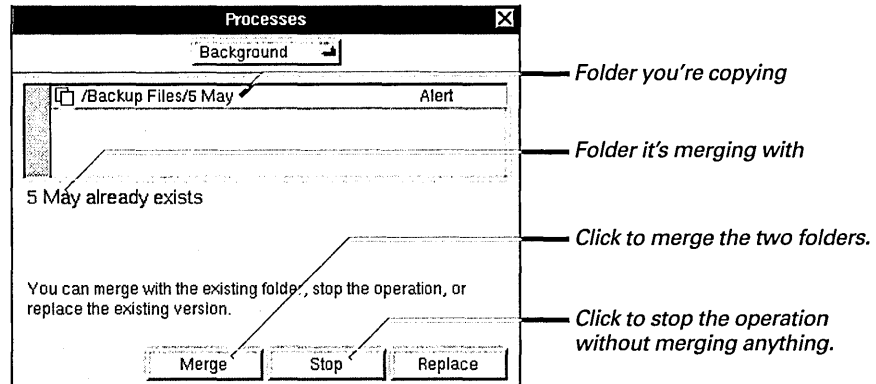 Processes
Background
/Backup Files/5 May Alert
5 May already exists
You can merge with the existing folder, stop the operation, or
replace the existing version.
Merge Stop Replace
Folder you're copying
Folder it's merging with
Click to merge the two folders.
Click to stop the operation
without merging anything.